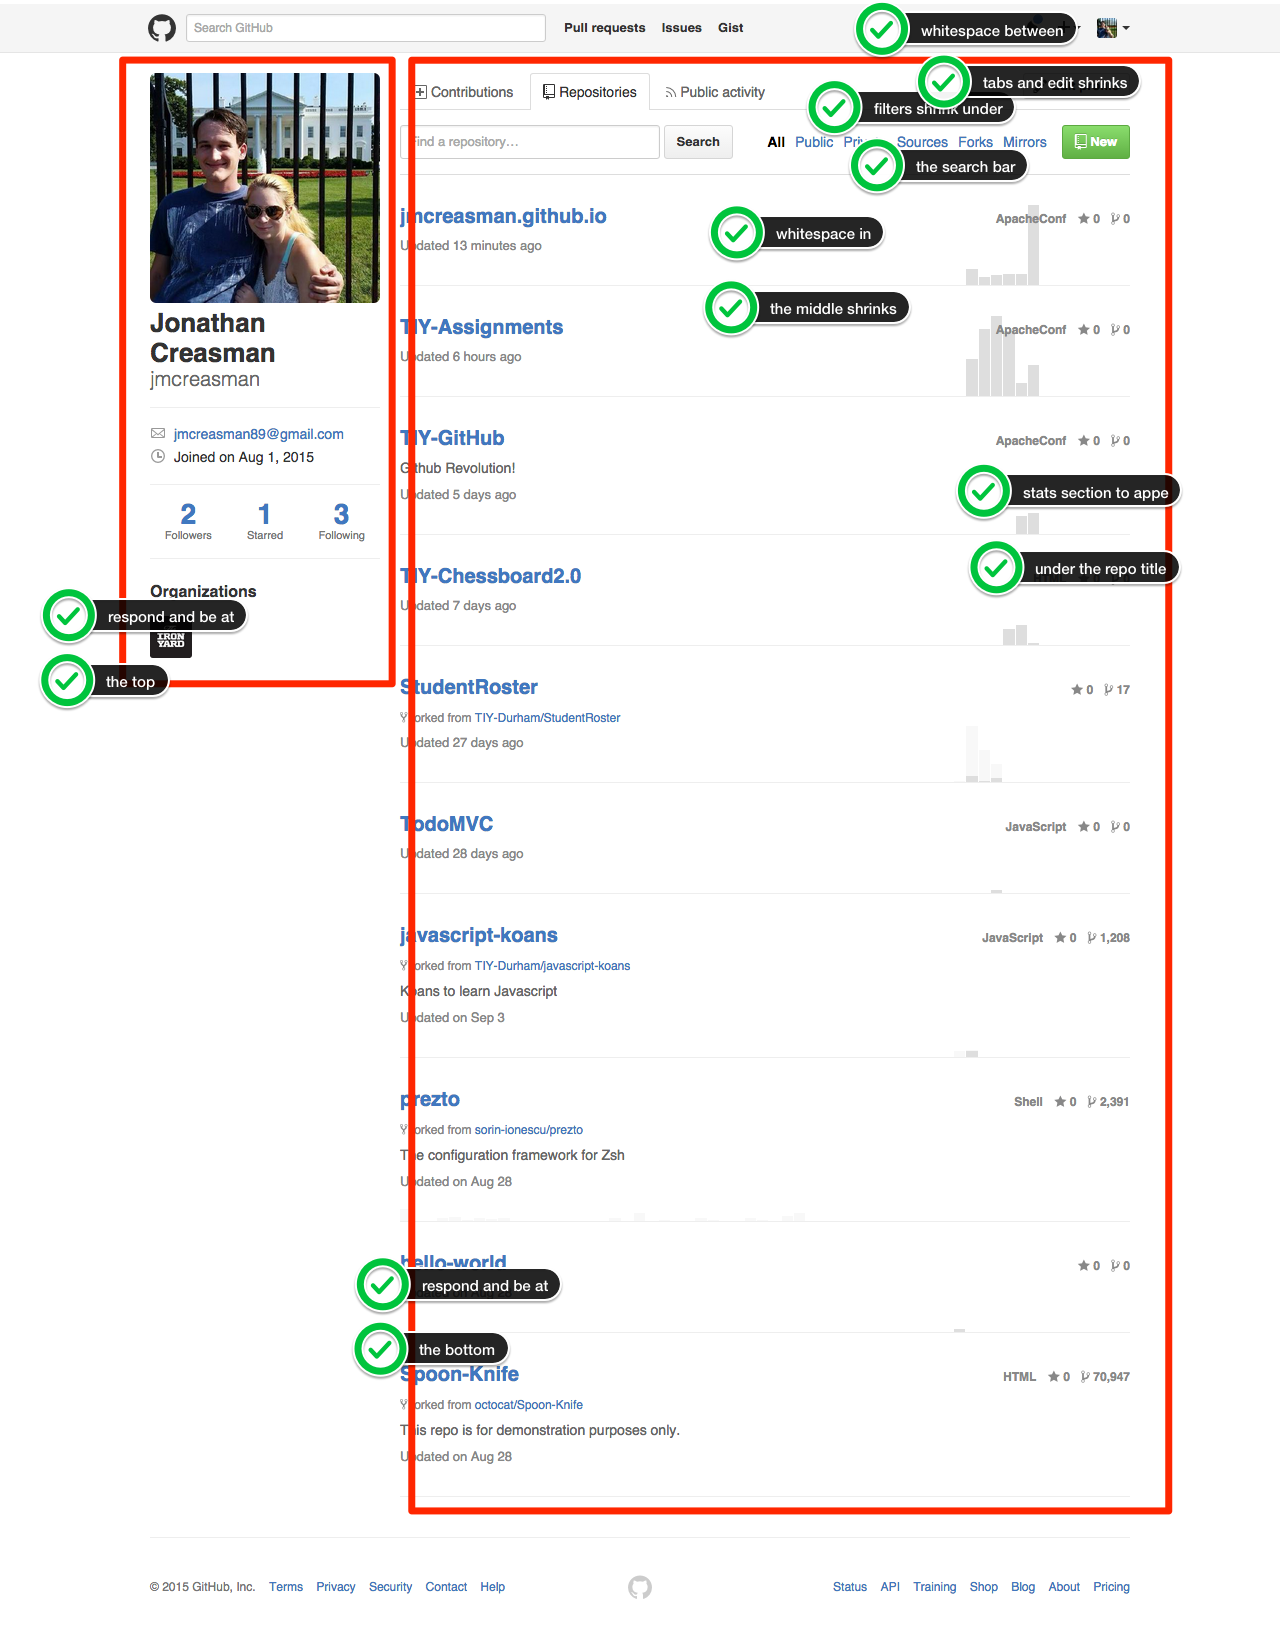 Search GitHub
Pull requests
Issues
Gist
whitespace between
tabs and edit shrinks
filters shrink under
the search bar
Contributions
Repositories
Public activity
Find a repository…
Search
All
Public
Sources
Forks
Mirrors
New
jmcreasman.github.io
Updated 13 minutes ago
ApacheConf 0 0
whitespace in
the middle shrinks
TIY-Assignments
Updated 6 hours ago
ApacheConf 0 0
TIY-GitHub
Github Revolution!
Updated 5 days ago
ApacheConf 0 0
stats section to appe
under the repo title
TIY-Chessboard2.0
Updated 7 days ago
HTML
StudentRoster
forked from TIY-Durham/StudentRoster
Updated 27 days ago
0 17
TodoMVC
Updated 28 days ago
JavaScript 0 0
javascript-koans
forked from TIY-Durham/javascript-koans
Koans to learn Javascript
Updated on Sep 3
JavaScript 0 1,208
prezto
forked from sorin-ionescu/prezto
The configuration framework for Zsh
Updated on Aug 28
Shell 0 2,391
hello-world
0 0
respond and be at
the bottom
Spoon-Knife
forked from octocat/Spoon-Knife
This repo is for demonstration purposes only.
Updated on Aug 28
HTML 0 70,947
Jonathan
Creasman
jmcreasman
jmcreasman89@gmail.com
Joined on Aug 1, 2015
2
Followers
1
Starred
3
Following
Organizations
respond and be at
IRON
YARD
the top
© 2015 GitHub, Inc. Terms Privacy Security Contact Help
Status API Training Shop Blog About Pricing